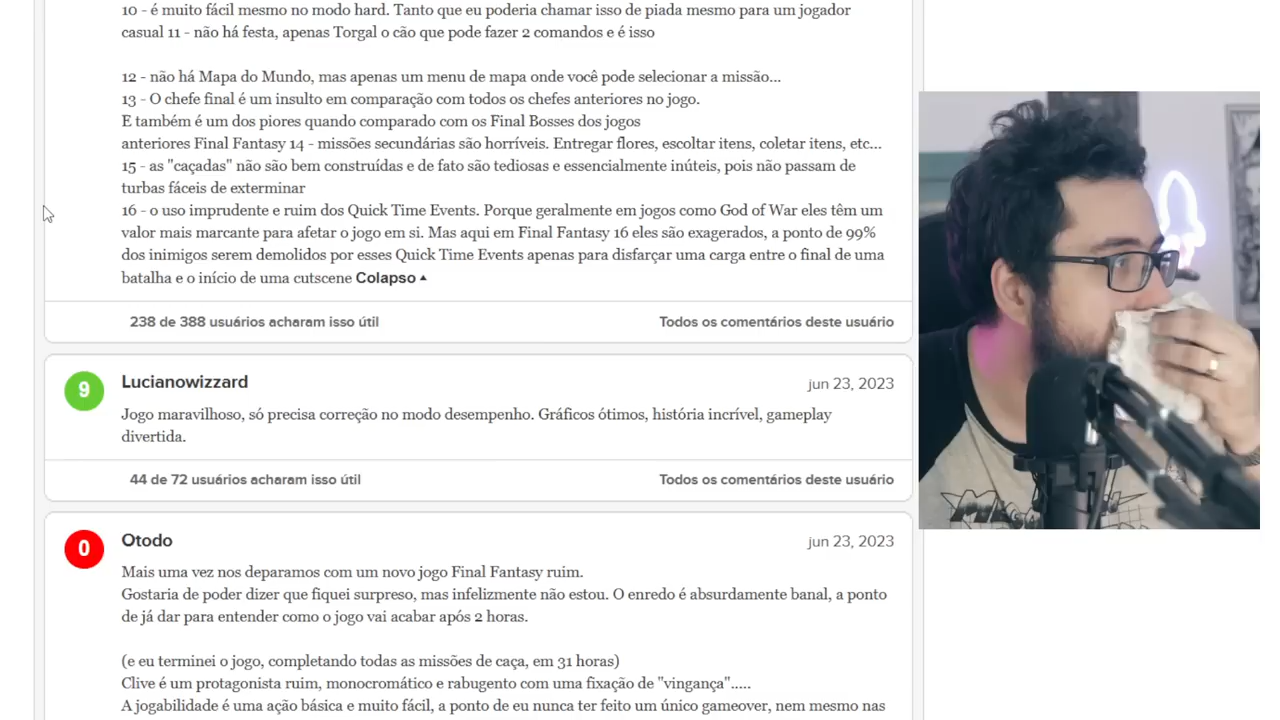 10 - é muito fácil mesmo no modo hard. Tanto que eu poderia chamar isso de piada mesmo para um jogador
casual 11 - não há festa, apenas Torgal o cão que pode fazer 2 comandos e é isso
12 - não há Mapa do Mundo, mas apenas um menu de mapa onde você pode selecionar a missão...
13 - O chefe final é um insulto em comparação com todos os chefes anteriores no jogo.
E também é um dos piores quando comparado com os Final Bosses dos jogos
anteriores Final Fantasy 14 - missões secundárias são horríveis. Entregar flores, escoltar itens, coletar itens, etc...
15 - as "caçadas" não são bem construídas e de fato são tediosas e essencialmente inúteis, pois não passam de
turbas fáceis de exterminar
16 - o uso imprudente e ruim dos Quick Time Events. Porque geralmente em jogos como God of War eles têm um
valor mais marcante para afetar o jogo em si. Mas aqui em Final Fantasy 16 eles são exagerados, a ponto de 99%
dos inimigos serem demolidos por esses Quick Time Events apenas para disfarçar uma carga entre o final de uma
batalha e o início de uma cutscene Colapso
238 de 388 usuários acharam isso útil
Todos os comentários deste usuário
9
Lucianowizzard
jun 23, 2023
Jogo maravilhoso, só precisa correção no modo desempenho. Gráficos ótimos, história incrível, gameplay
divertida.
44 de 72 usuários acharam isso útil
Todos os comentários deste usuário
0
Otodo
jun 23, 2023
Mais uma vez nos deparamos com um novo jogo Final Fantasy ruim.
Gostaria de poder dizer que fiquei surpreso, mas infelizmente não estou. O enredo é absurdamente banal, a ponto
de já dar para entender como o jogo vai acabar após 2 horas.
(e eu terminei o jogo, completando todas as missões de caça, em 31 horas)
Clive é um protagonista ruim, monocromático e rabugento com uma fixação de "vingança".....
A jogabilidade é uma ação básica e muito fácil, a ponto de eu nunca ter feito um único gameover, nem mesmo nas